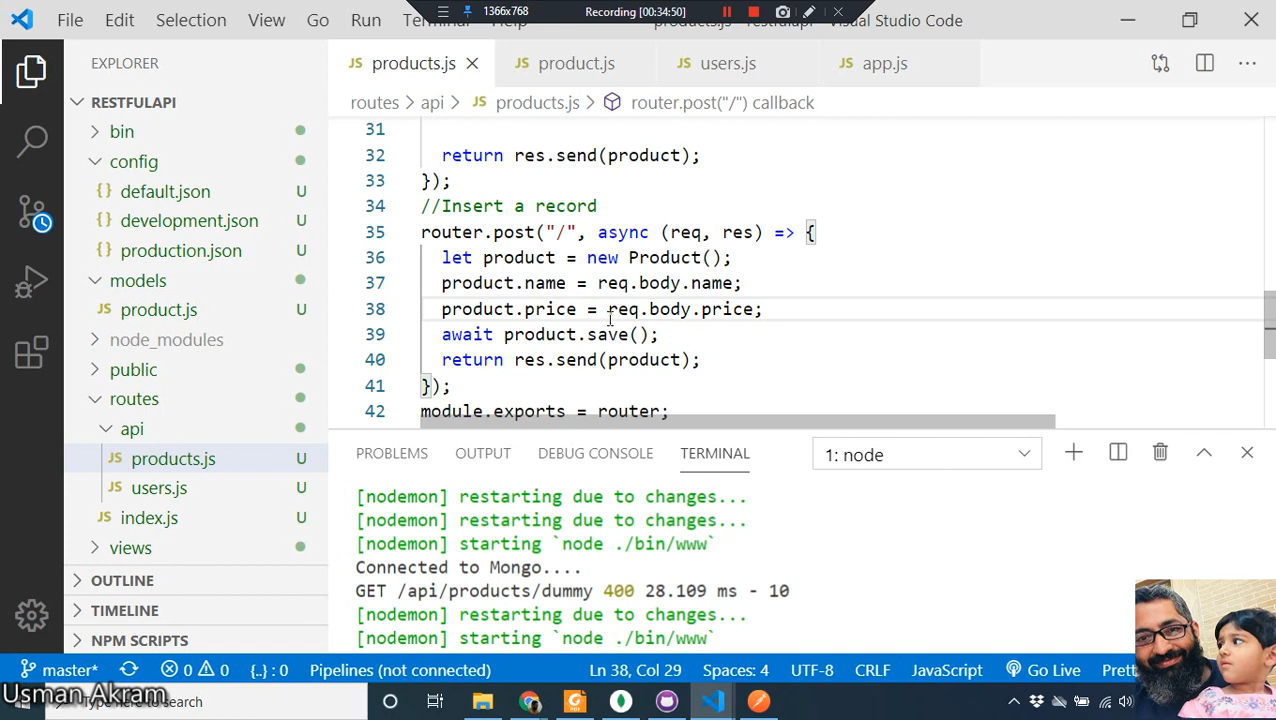 File Edit Selection View Go Run Terminal
1366x768
Recording [00:34:50]
Visual Studio Code
EXPLORER
RESTFULAPI
bin
config
{} default.json U
{} development.json U
{} production.json U
models
JS product.js U
node_modules
public
routes
api
JS products.js U
JS users.js U
JS index.js U
views
OUTLINE
TIMELINE
NPM SCRIPTS
JS products.js
JS product.js
JS users.js
JS app.js
routes > api > JS products.js > router.post("/") callback
31
32 return res.send(product);
33 });
34 //Insert a record
35 router.post("/", async (req, res) => {
36 let product = new Product();
37 product.name = req.body.name;
38 product.price = req.body.price;
39 await product.save();
40 return res.send(product);
41 });
42 module.exports = router;
PROBLEMS OUTPUT DEBUG CONSOLE TERMINAL 1: node
[nodemon] restarting due to changes...
[nodemon] restarting due to changes...
[nodemon] starting `node ./bin/www`
Connected to Mongo....
GET /api/products/dummy 400 28.109 ms - 10
[nodemon] restarting due to changes...
[nodemon] starting `node ./bin/www`
master* 0 0 {..} : 0 Pipelines (not connected) Ln 38, Col 29 Spaces: 4 UTF-8 CRLF JavaScript Go Live
Usman Akram
here to search